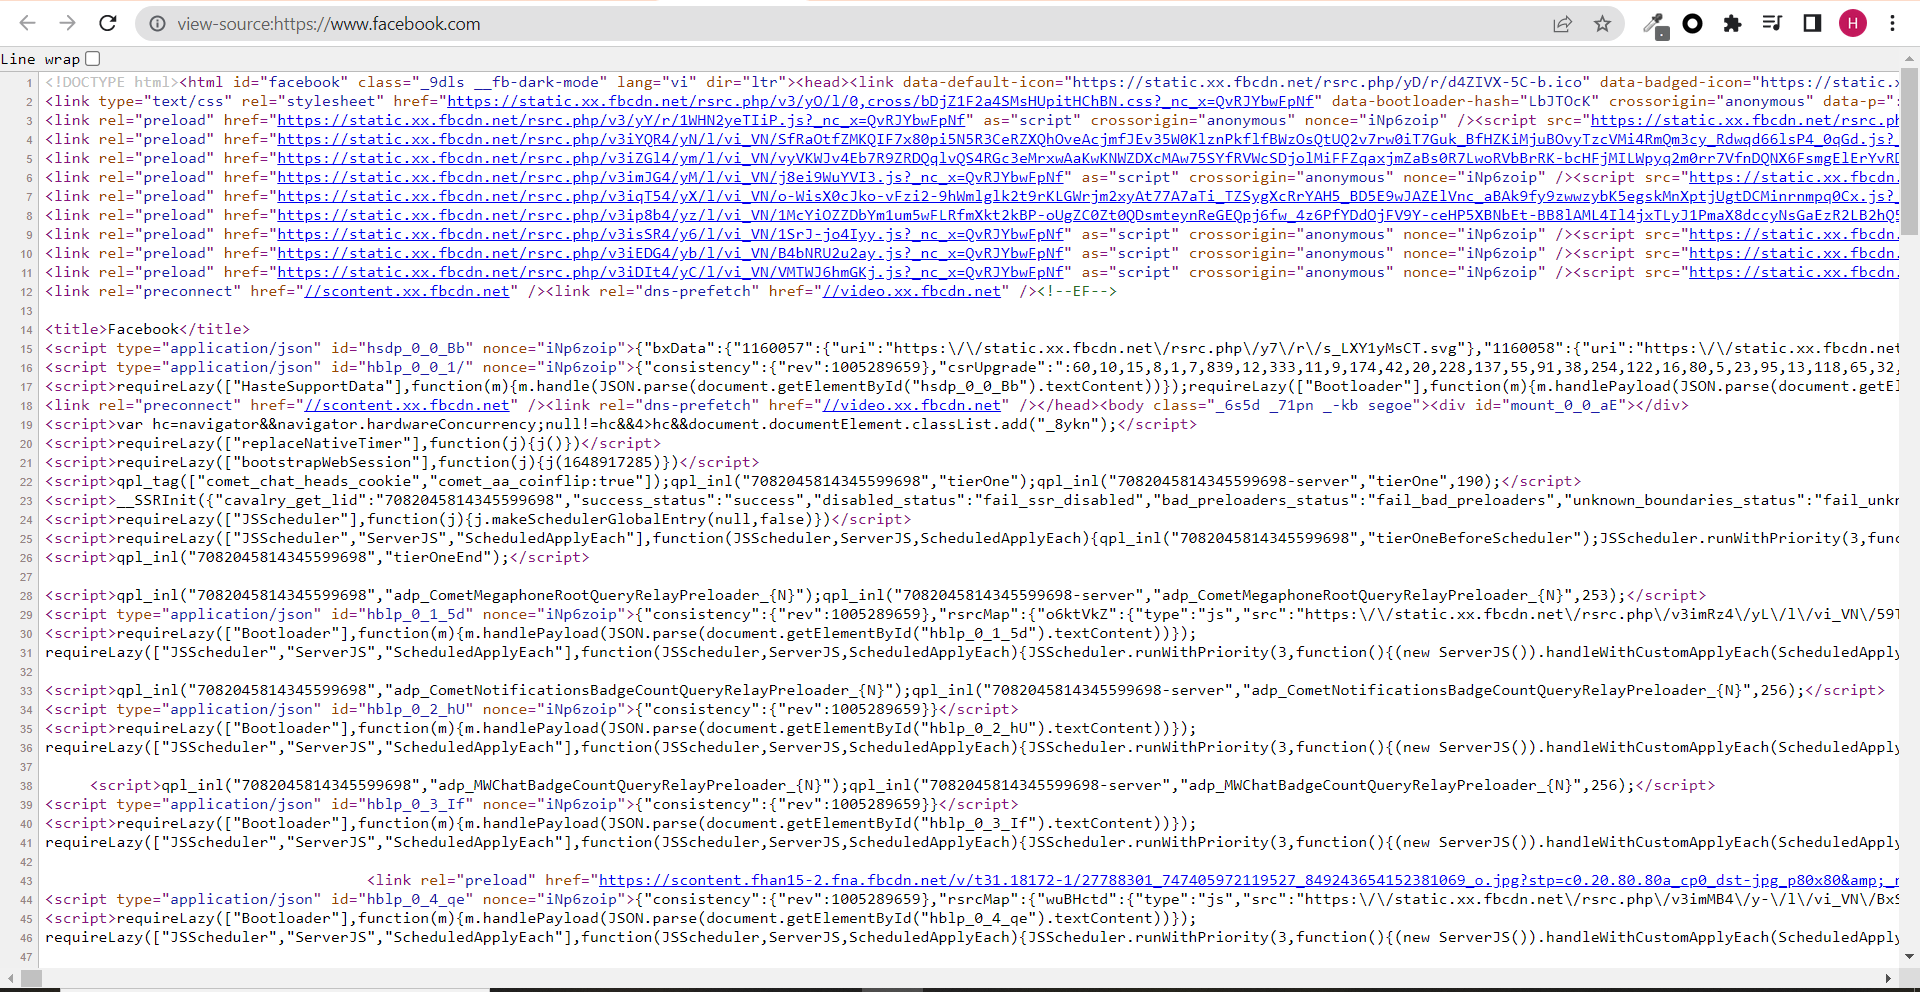 view-source:https://www.facebook.com
H
Line wrap
1 <!DOCTYPE html><html id="facebook" class="_9dls __fb-dark-mode" lang="vi" dir="ltr"><head><link data-default-icon="https://static.xx.fbcdn.net/rsrc.php/yD/r/d4ZIVX-5C-b.ico" data-badged-icon="https://static.x
2 <link type="text/css" rel="stylesheet" href="https://static.xx.fbcdn.net/rsrc.php/v3/yO/l/0,cross/bDjZ1F2a4SMsHUpitHChBN.css?_nc_x=QvRJYbwFpNf" data-bootloader-hash="LbJTOcK" crossorigin="anonymous" data-p=":
3 <link rel="preload" href="https://static.xx.fbcdn.net/rsrc.php/v3/yY/r/1WHN2yeTIiP.js?_nc_x=QvRJYbwFpNf" as="script" crossorigin="anonymous" nonce="iNp6zoip" /><script src="https://static.xx.fbcdn.net/rsrc.ph
4 <link rel="preload" href="https://static.xx.fbcdn.net/rsrc.php/v3iYQR4/yN/l/vi_VN/SfRaOtfZMKQIF7x80pi5N5R3CeRZXQhOveAcjmfJEv35W0KlznPkflfBWzOsQtUQ2v7rw0iT7Guk_BfHZKiMjuBOvyTzcVMi4RmQm3cy_Rdwqd66lsP4_0qGd.js?_
5 <link rel="preload" href="https://static.xx.fbcdn.net/rsrc.php/v3iZGl4/ym/l/vi_VN/vyVKWJv4Eb7R9ZRDQqlvQS4RGc3eMrxwAaKwKNWZDXcMAw75SYfRVWcSDjolMiFFZqaxjmZaBs0R7LwoRVbBrRK-bcHFjMILWpyq2m0rr7VfnDQNX6FsmgElErYvRD
6 <link rel="preload" href="https://static.xx.fbcdn.net/rsrc.php/v3imJG4/yM/l/vi_VN/j8ei9WuYVI3.js?_nc_x=QvRJYbwFpNf" as="script" crossorigin="anonymous" nonce="iNp6zoip" /><script src="https://static.xx.fbcdn.
7 <link rel="preload" href="https://static.xx.fbcdn.net/rsrc.php/v3iqT54/yX/l/vi_VN/o-WisX0cJko-vFzi2-9hWmlglk2t9rKLGWrjm2xyAt77A7aTi_TZSygXcRrYAH5_BD5E9wJAZElVnc_aBAk9fy9zwwzybK5egskMnXptjUgtDCMinrnmpq0Cx.js?_
8 <link rel="preload" href="https://static.xx.fbcdn.net/rsrc.php/v3ip8b4/yz/l/vi_VN/1McYiOZZDbYm1um5wFLRfmXkt2kBP-oUgZC0Zt0QDsmteynReGEQpj6fw_4z6PfYDdOjFV9Y-ceHP5XBNbEt-BB8lAML4Il4jxTLyJ1PmaX8dccyNsGaEzR2LB2hQ5
9 <link rel="preload" href="https://static.xx.fbcdn.net/rsrc.php/v3isSR4/y6/l/vi_VN/1SrJ-jo4Iyy.js?_nc_x=QvRJYbwFpNf" as="script" crossorigin="anonymous" nonce="iNp6zoip" /><script src="https://static.xx.fbcdn.
10 <link rel="preload" href="https://static.xx.fbcdn.net/rsrc.php/v3iEDG4/yb/l/vi_VN/B4bNRU2u2ay.js?_nc_x=QvRJYbwFpNf" as="script" crossorigin="anonymous" nonce="iNp6zoip" /><script src="https://static.xx.fbcdn.
11 <link rel="preload" href="https://static.xx.fbcdn.net/rsrc.php/v3iDIt4/yC/l/vi_VN/VMTWJ6hmGKj.js?_nc_x=QvRJYbwFpNf" as="script" crossorigin="anonymous" nonce="iNp6zoip" /><script src="https://static.xx.fbcdn.
12 <link rel="preconnect" href="//scontent.xx.fbcdn.net" /><link rel="dns-prefetch" href="//video.xx.fbcdn.net" /><!--EF-->
13
14 <title>Facebook</title>
15 <script type="application/json" id="hsdp_0_0_Bb" nonce="iNp6zoip">{"bxData":{"1160057":{"uri":"https:\/\/static.xx.fbcdn.net\/rsrc.php\/y7\/r\/s_LXY1yMsCT.svg"},"1160058":{"uri":"https:\/\/static.xx.fbcdn.net
16 <script type="application/json" id="hblp_0_0_1/" nonce="iNp6zoip">{"consistency":{"rev":1005289659},"csrUpgrade":":60,10,15,8,1,7,839,12,333,11,9,174,42,20,228,137,55,91,38,254,122,16,80,5,23,95,13,118,65,32,
17 <script>requireLazy(["HasteSupportData"],function(m){m.handle(JSON.parse(document.getElementById("hsdp_0_0_Bb").textContent))});requireLazy(["Bootloader"],function(m){m.handlePayload(JSON.parse(document.getEl
18 <link rel="preconnect" href="//scontent.xx.fbcdn.net" /><link rel="dns-prefetch" href="//video.xx.fbcdn.net" /></head><body class="_6s5d _71pn _-kb segoe"><div id="mount_0_0_aE"></div>
19 <script>var hc=navigator&&navigator.hardwareConcurrency;null!=hc&&4>hc&&document.documentElement.classList.add("_8ykn");</script>
20 <script>requireLazy(["replaceNativeTimer"],function(j){j()})</script>
21 <script>requireLazy(["bootstrapWebSession"],function(j){j(1648917285)})</script>
22 <script>qpl_tag(["comet_chat_heads_cookie","comet_aa_coinflip:true"]);qpl_inl("7082045814345599698","tierOne");qpl_inl("7082045814345599698-server","tierOne",190);</script>
23 <script>__SSRInit({"cavalry_get_lid":"7082045814345599698","success_status":"success","disabled_status":"fail_ssr_disabled","bad_preloaders_status":"fail_bad_preloaders","unknown_boundaries_status":"fail_unkn
24 <script>requireLazy(["JSScheduler"],function(j){j.makeSchedulerGlobalEntry(null,false)})</script>
25 <script>requireLazy(["JSScheduler","ServerJS","ScheduledApplyEach"],function(JSScheduler,ServerJS,ScheduledApplyEach){qpl_inl("7082045814345599698","tierOneBeforeScheduler");JSScheduler.runWithPriority(3,func
26 <script>qpl_inl("7082045814345599698","tierOneEnd");</script>
27
28 <script>qpl_inl("7082045814345599698","adp_CometMegaphoneRootQueryRelayPreloader_{N}");qpl_inl("7082045814345599698-server","adp_CometMegaphoneRootQueryRelayPreloader_{N}",253);</script>
29 <script type="application/json" id="hblp_0_1_5d" nonce="iNp6zoip">{"consistency":{"rev":1005289659},"rsrcMap":{"o6ktVkZ":{"type":"js","src":"https:\/\/static.xx.fbcdn.net\/rsrc.php\/v3imRz4\/yL\/l\/vi_VN\/59T
30 <script>requireLazy(["Bootloader"],function(m){m.handlePayload(JSON.parse(document.getElementById("hblp_0_1_5d").textContent))});
31 requireLazy(["JSScheduler","ServerJS","ScheduledApplyEach"],function(JSScheduler,ServerJS,ScheduledApplyEach){JSScheduler.runWithPriority(3,function(){(new ServerJS()).handleWithCustomApplyEach(ScheduledApply
32
33 <script>qpl_inl("7082045814345599698","adp_CometNotificationsBadgeCountQueryRelayPreloader_{N}");qpl_inl("7082045814345599698-server","adp_CometNotificationsBadgeCountQueryRelayPreloader_{N}",256);</script>
34 <script type="application/json" id="hblp_0_2_hU" nonce="iNp6zoip">{"consistency":{"rev":1005289659}}</script>
35 <script>requireLazy(["Bootloader"],function(m){m.handlePayload(JSON.parse(document.getElementById("hblp_0_2_hU").textContent))});
36 requireLazy(["JSScheduler","ServerJS","ScheduledApplyEach"],function(JSScheduler,ServerJS,ScheduledApplyEach){JSScheduler.runWithPriority(3,function(){(new ServerJS()).handleWithCustomApplyEach(ScheduledApply
37
38 <script>qpl_inl("7082045814345599698","adp_MWChatBadgeCountQueryRelayPreloader_{N}");qpl_inl("7082045814345599698-server","adp_MWChatBadgeCountQueryRelayPreloader_{N}",256);</script>
39 <script type="application/json" id="hblp_0_3_If" nonce="iNp6zoip">{"consistency":{"rev":1005289659}}</script>
40 <script>requireLazy(["Bootloader"],function(m){m.handlePayload(JSON.parse(document.getElementById("hblp_0_3_If").textContent))});
41 requireLazy(["JSScheduler","ServerJS","ScheduledApplyEach"],function(JSScheduler,ServerJS,ScheduledApplyEach){JSScheduler.runWithPriority(3,function(){(new ServerJS()).handleWithCustomApplyEach(ScheduledApply
42
43 <link rel="preload" href="https://scontent.fhan15-2.fna.fbcdn.net/v/t31.18172-1/27788301_747405972119527_849243654152381069_o.jpg?stp=c0.20.80.80a_cp0_dst-jpg_p80x80&amp;_n
44 <script type="application/json" id="hblp_0_4_qe" nonce="iNp6zoip">{"consistency":{"rev":1005289659},"rsrcMap":{"wuBHctd":{"type":"js","src":"https:\/\/static.xx.fbcdn.net\/rsrc.php\/v3imMB4\/y-\/l\/vi_VN\/BxS
45 <script>requireLazy(["Bootloader"],function(m){m.handlePayload(JSON.parse(document.getElementById("hblp_0_4_qe").textContent))});
46 requireLazy(["JSScheduler","ServerJS","ScheduledApplyEach"],function(JSScheduler,ServerJS,ScheduledApplyEach){JSScheduler.runWithPriority(3,function(){(new ServerJS()).handleWithCustomApplyEach(ScheduledApply
47